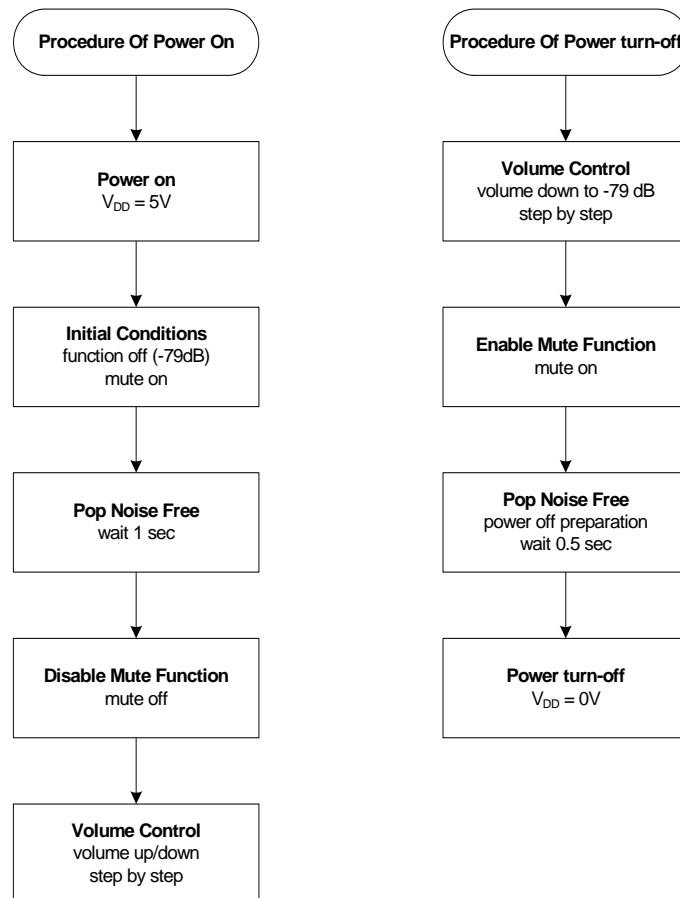 Procedure Of Power On
Power on
VDD = 5V
Initial Conditions
function off (-79dB)
mute on
Pop Noise Free
wait 1 sec
Disable Mute Function
mute off
Volume Control
volume up/down
step by step
Procedure Of Power turn-off
Volume Control
volume down to -79 dB
step by step
Enable Mute Function
mute on
Pop Noise Free
power off preparation
wait 0.5 sec
Power turn-off
VDD = 0V